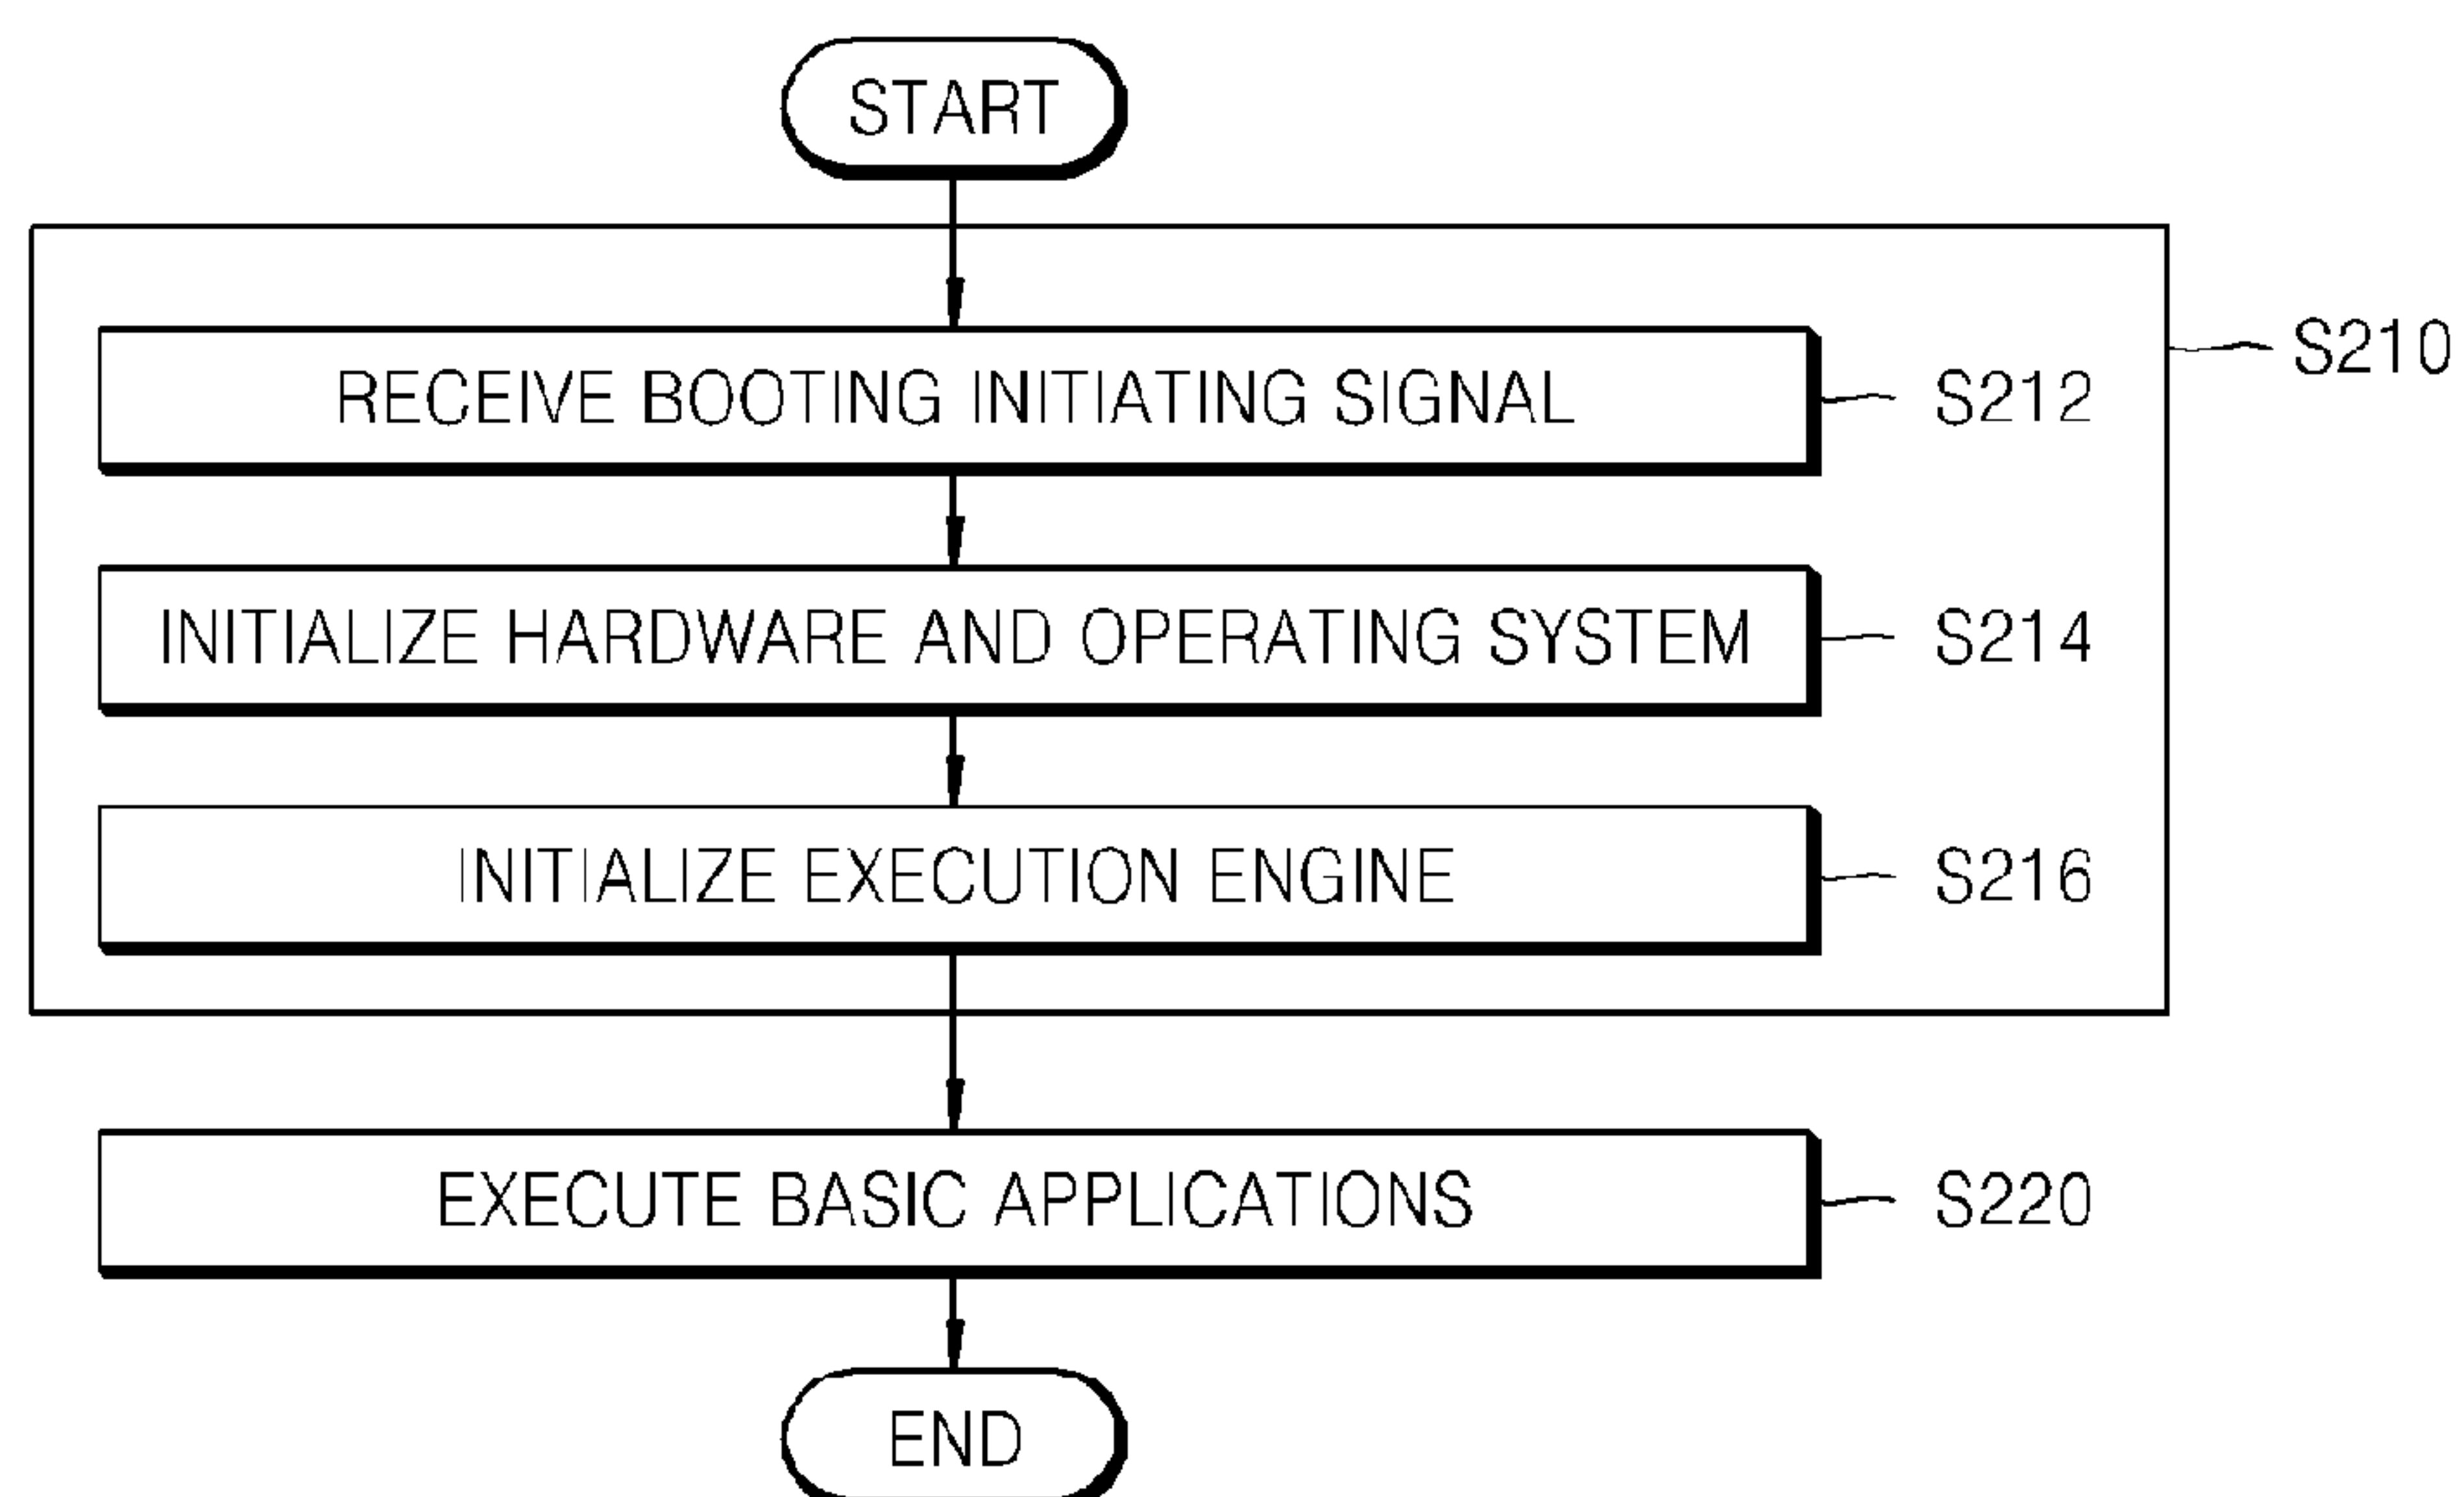 START
S210
RECEIVE BOOTING INITIATING SIGNAL S212
INITIALIZE HARDWARE AND OPERATING SYSTEM S214
INITIALIZE EXECUTION ENGINE S216
EXECUTE BASIC APPLICATIONS S220
END